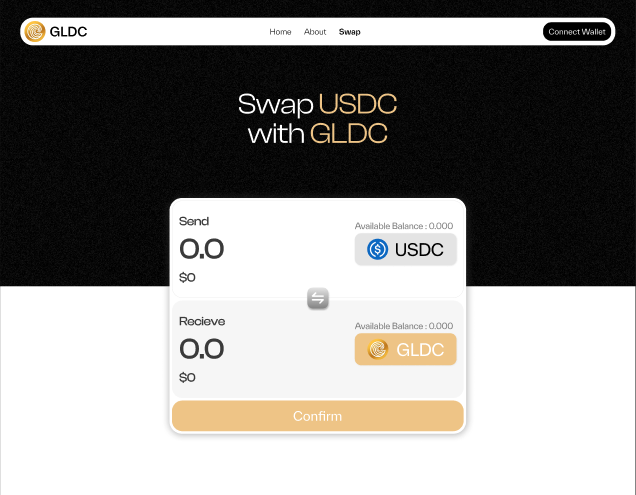 GLDC
Home About Swap
Connect Wallet
Swap USDC
with GLDC
Send
Available Balance : 0.000
0.0
USDC
$0
Recieve
Available Balance : 0.000
0.0
GLDC
$0
Confirm